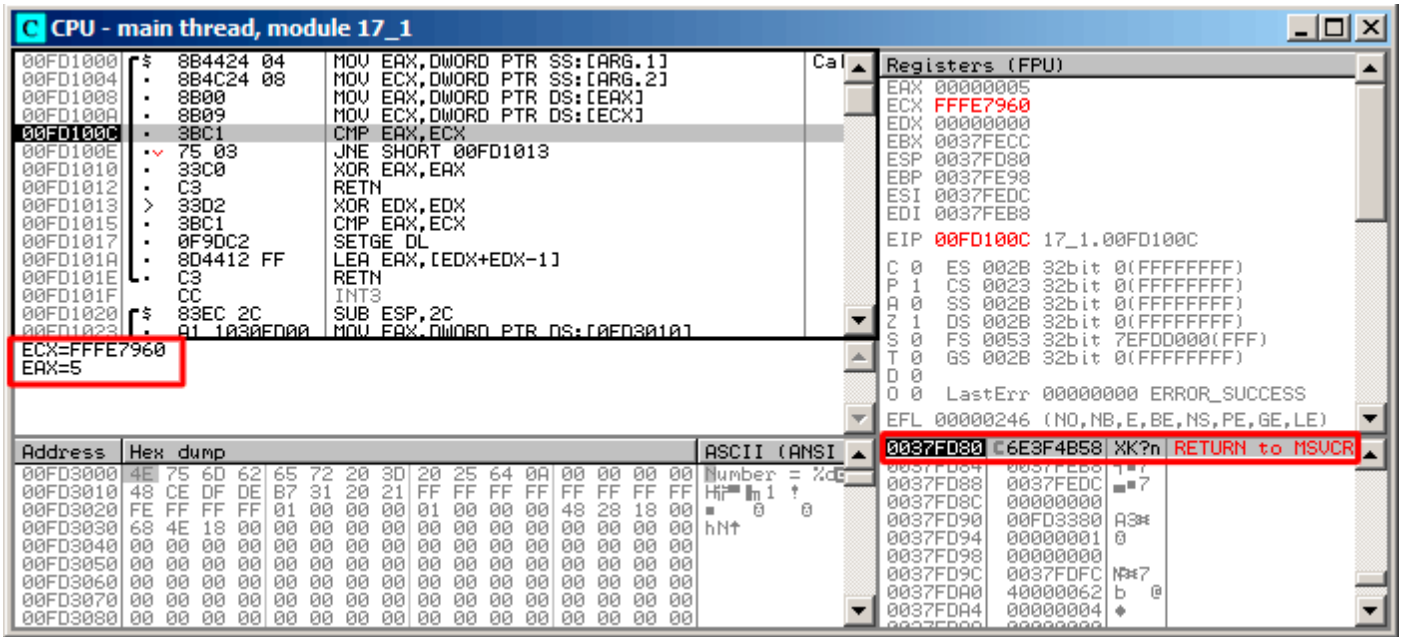 C CPU - main thread, module 17_1
00FD1000 $ 8B4424 04 MOV EAX,DWORD PTR SS:[ARG.1] Cal
00FD1004 . 8B4C24 08 MOV ECX,DWORD PTR SS:[ARG.2]
00FD1008 . 8B00 MOV EAX,DWORD PTR DS:[EAX]
00FD100A . 8B09 MOV ECX,DWORD PTR DS:[ECX]
00FD100C . 3BC1 CMP EAX,ECX
00FD100E . 75 03 JNE SHORT 00FD1013
00FD1010 . 33C0 XOR EAX,EAX
00FD1012 . C3 RETN
00FD1013 > 33D2 XOR EDX,EDX
00FD1015 . 3BC1 CMP EAX,ECX
00FD1017 . 0F9DC2 SETGE DL
00FD101A . 8D4412 FF LEA EAX,[EDX+EDX-1]
00FD101E . C3 RETN
00FD101F CC INT3
00FD1020 $ 83EC 2C SUB ESP,2C
00FD1023 . A1 1030FD00 MOV EAX,DWORD PTR DS:[0FD3010]
ECX=FFFE7960
EAX=5
Registers (FPU)
EAX 00000005
ECX FFFE7960
EDX 00000000
EBX 0037FECC
ESP 0037FD80
EBP 0037FE98
ESI 0037FEDC
EDI 0037FEB8
EIP 00FD100C 17_1.00FD100C
C 0 ES 002B 32bit 0(FFFFFFFF)
P 1 CS 0023 32bit 0(FFFFFFFF)
A 0 SS 002B 32bit 0(FFFFFFFF)
Z 1 DS 002B 32bit 0(FFFFFFFF)
S 0 FS 0053 32bit 7EFDD000(FFF)
T 0 GS 002B 32bit 0(FFFFFFFF)
D 0
O 0 LastErr 00000000 ERROR_SUCCESS
EFL 00000246 (NO,NB,E,BE,NS,PE,GE,LE)
Address Hex dump ASCII (ANSI
00FD3000 4E 75 6D 62 65 72 20 3D 20 25 64 0A 00 00 00 00 Number = %d
00FD3010 48 CE DF DE B7 31 20 21 FF FF FF FF FF FF FF FF
00FD3020 FE FF FF FF 01 00 00 00 01 00 00 00 48 28 18 00
00FD3030 68 4E 18 00 00 00 00 00 00 00 00 00 00 00 00 00 hN↑
00FD3040 00 00 00 00 00 00 00 00 00 00 00 00 00 00 00 00
00FD3050 00 00 00 00 00 00 00 00 00 00 00 00 00 00 00 00
00FD3060 00 00 00 00 00 00 00 00 00 00 00 00 00 00 00 00
00FD3070 00 00 00 00 00 00 00 00 00 00 00 00 00 00 00 00
00FD3080 00 00 00 00 00 00 00 00 00 00 00 00 00 00 00 00
0037FD80 C6E3F4B58 XK?n RETURN to MSVCR
0037FD84 0037FEB8
0037FD88 0037FEDC
0037FD8C 00000000
0037FD90 00FD3380
0037FD94 00000001
0037FD98 00000000
0037FD9C 0037FDFC
0037FDA0 40000062 b @
0037FDA4 00000004 ♦